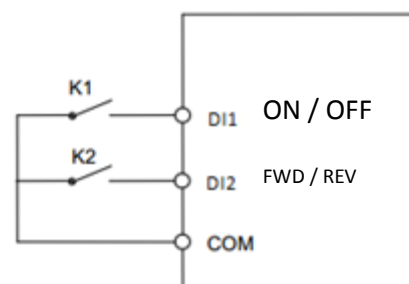 K1
DI1 ON / OFF
K2
DI2 FWD / REV
COM